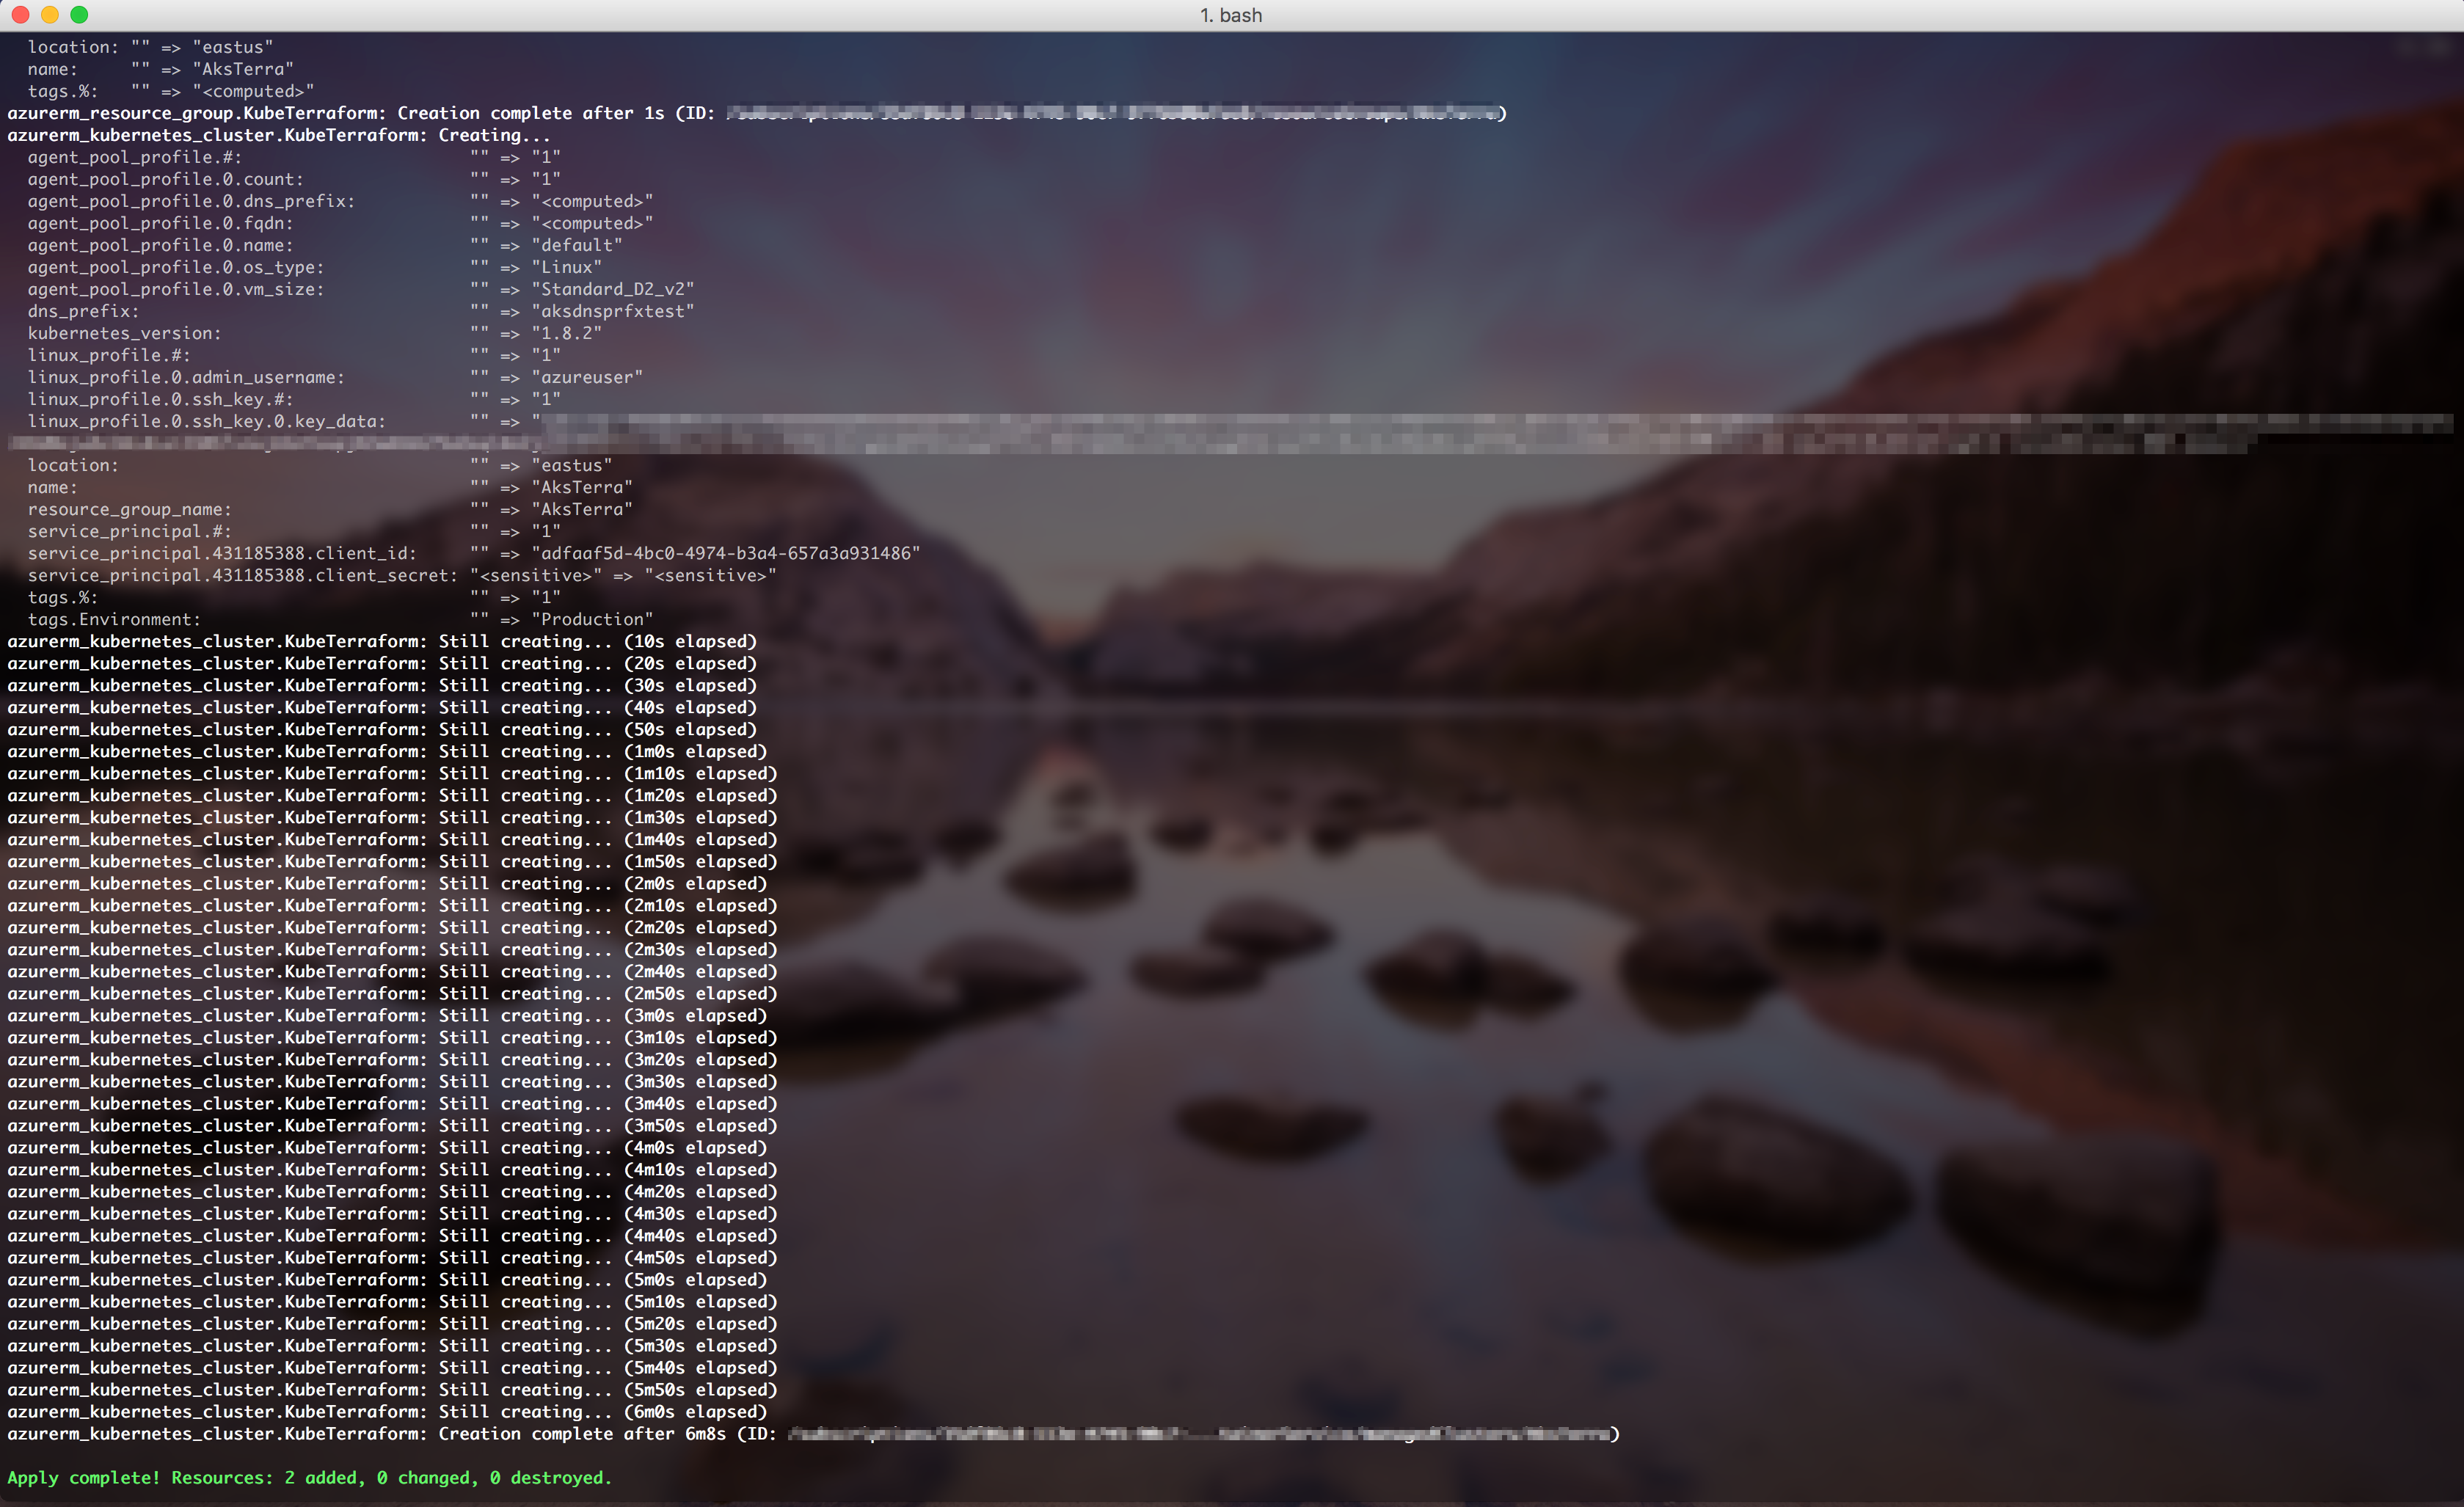 1. bash
location: "" => "eastus"
name: "" => "AksTerra"
tags.%: "" => "<computed>"
azurerm_resource_group.KubeTerraform: Creation complete after 1s (ID: )
azurerm_kubernetes_cluster.KubeTerraform: Creating...
agent_pool_profile.#: "" => "1"
agent_pool_profile.0.count: "" => "1"
agent_pool_profile.0.dns_prefix: "" => "<computed>"
agent_pool_profile.0.fqdn: "" => "<computed>"
agent_pool_profile.0.name: "" => "default"
agent_pool_profile.0.os_type: "" => "Linux"
agent_pool_profile.0.vm_size: "" => "Standard_D2_v2"
dns_prefix: "" => "aksdnsprfxtest"
kubernetes_version: "" => "1.8.2"
linux_profile.#: "" => "1"
linux_profile.0.admin_username: "" => "azureuser"
linux_profile.0.ssh_key.#: "" => "1"
linux_profile.0.ssh_key.0.key_data: "" => "
location: "" => "eastus"
name: "" => "AksTerra"
resource_group_name: "" => "AksTerra"
service_principal.#: "" => "1"
service_principal.431185388.client_id: "" => "adfaaf5d-4bc0-4974-b3a4-657a3a931486"
service_principal.431185388.client_secret: "<sensitive>" => "<sensitive>"
tags.%: "" => "1"
tags.Environment: "" => "Production"
azurerm_kubernetes_cluster.KubeTerraform: Still creating... (10s elapsed)
azurerm_kubernetes_cluster.KubeTerraform: Still creating... (20s elapsed)
azurerm_kubernetes_cluster.KubeTerraform: Still creating... (30s elapsed)
azurerm_kubernetes_cluster.KubeTerraform: Still creating... (40s elapsed)
azurerm_kubernetes_cluster.KubeTerraform: Still creating... (50s elapsed)
azurerm_kubernetes_cluster.KubeTerraform: Still creating... (1m0s elapsed)
azurerm_kubernetes_cluster.KubeTerraform: Still creating... (1m10s elapsed)
azurerm_kubernetes_cluster.KubeTerraform: Still creating... (1m20s elapsed)
azurerm_kubernetes_cluster.KubeTerraform: Still creating... (1m30s elapsed)
azurerm_kubernetes_cluster.KubeTerraform: Still creating... (1m40s elapsed)
azurerm_kubernetes_cluster.KubeTerraform: Still creating... (1m50s elapsed)
azurerm_kubernetes_cluster.KubeTerraform: Still creating... (2m0s elapsed)
azurerm_kubernetes_cluster.KubeTerraform: Still creating... (2m10s elapsed)
azurerm_kubernetes_cluster.KubeTerraform: Still creating... (2m20s elapsed)
azurerm_kubernetes_cluster.KubeTerraform: Still creating... (2m30s elapsed)
azurerm_kubernetes_cluster.KubeTerraform: Still creating... (2m40s elapsed)
azurerm_kubernetes_cluster.KubeTerraform: Still creating... (2m50s elapsed)
azurerm_kubernetes_cluster.KubeTerraform: Still creating... (3m0s elapsed)
azurerm_kubernetes_cluster.KubeTerraform: Still creating... (3m10s elapsed)
azurerm_kubernetes_cluster.KubeTerraform: Still creating... (3m20s elapsed)
azurerm_kubernetes_cluster.KubeTerraform: Still creating... (3m30s elapsed)
azurerm_kubernetes_cluster.KubeTerraform: Still creating... (3m40s elapsed)
azurerm_kubernetes_cluster.KubeTerraform: Still creating... (3m50s elapsed)
azurerm_kubernetes_cluster.KubeTerraform: Still creating... (4m0s elapsed)
azurerm_kubernetes_cluster.KubeTerraform: Still creating... (4m10s elapsed)
azurerm_kubernetes_cluster.KubeTerraform: Still creating... (4m20s elapsed)
azurerm_kubernetes_cluster.KubeTerraform: Still creating... (4m30s elapsed)
azurerm_kubernetes_cluster.KubeTerraform: Still creating... (4m40s elapsed)
azurerm_kubernetes_cluster.KubeTerraform: Still creating... (4m50s elapsed)
azurerm_kubernetes_cluster.KubeTerraform: Still creating... (5m0s elapsed)
azurerm_kubernetes_cluster.KubeTerraform: Still creating... (5m10s elapsed)
azurerm_kubernetes_cluster.KubeTerraform: Still creating... (5m20s elapsed)
azurerm_kubernetes_cluster.KubeTerraform: Still creating... (5m30s elapsed)
azurerm_kubernetes_cluster.KubeTerraform: Still creating... (5m40s elapsed)
azurerm_kubernetes_cluster.KubeTerraform: Still creating... (5m50s elapsed)
azurerm_kubernetes_cluster.KubeTerraform: Still creating... (6m0s elapsed)
azurerm_kubernetes_cluster.KubeTerraform: Creation complete after 6m8s (ID: )
Apply complete! Resources: 2 added, 0 changed, 0 destroyed.